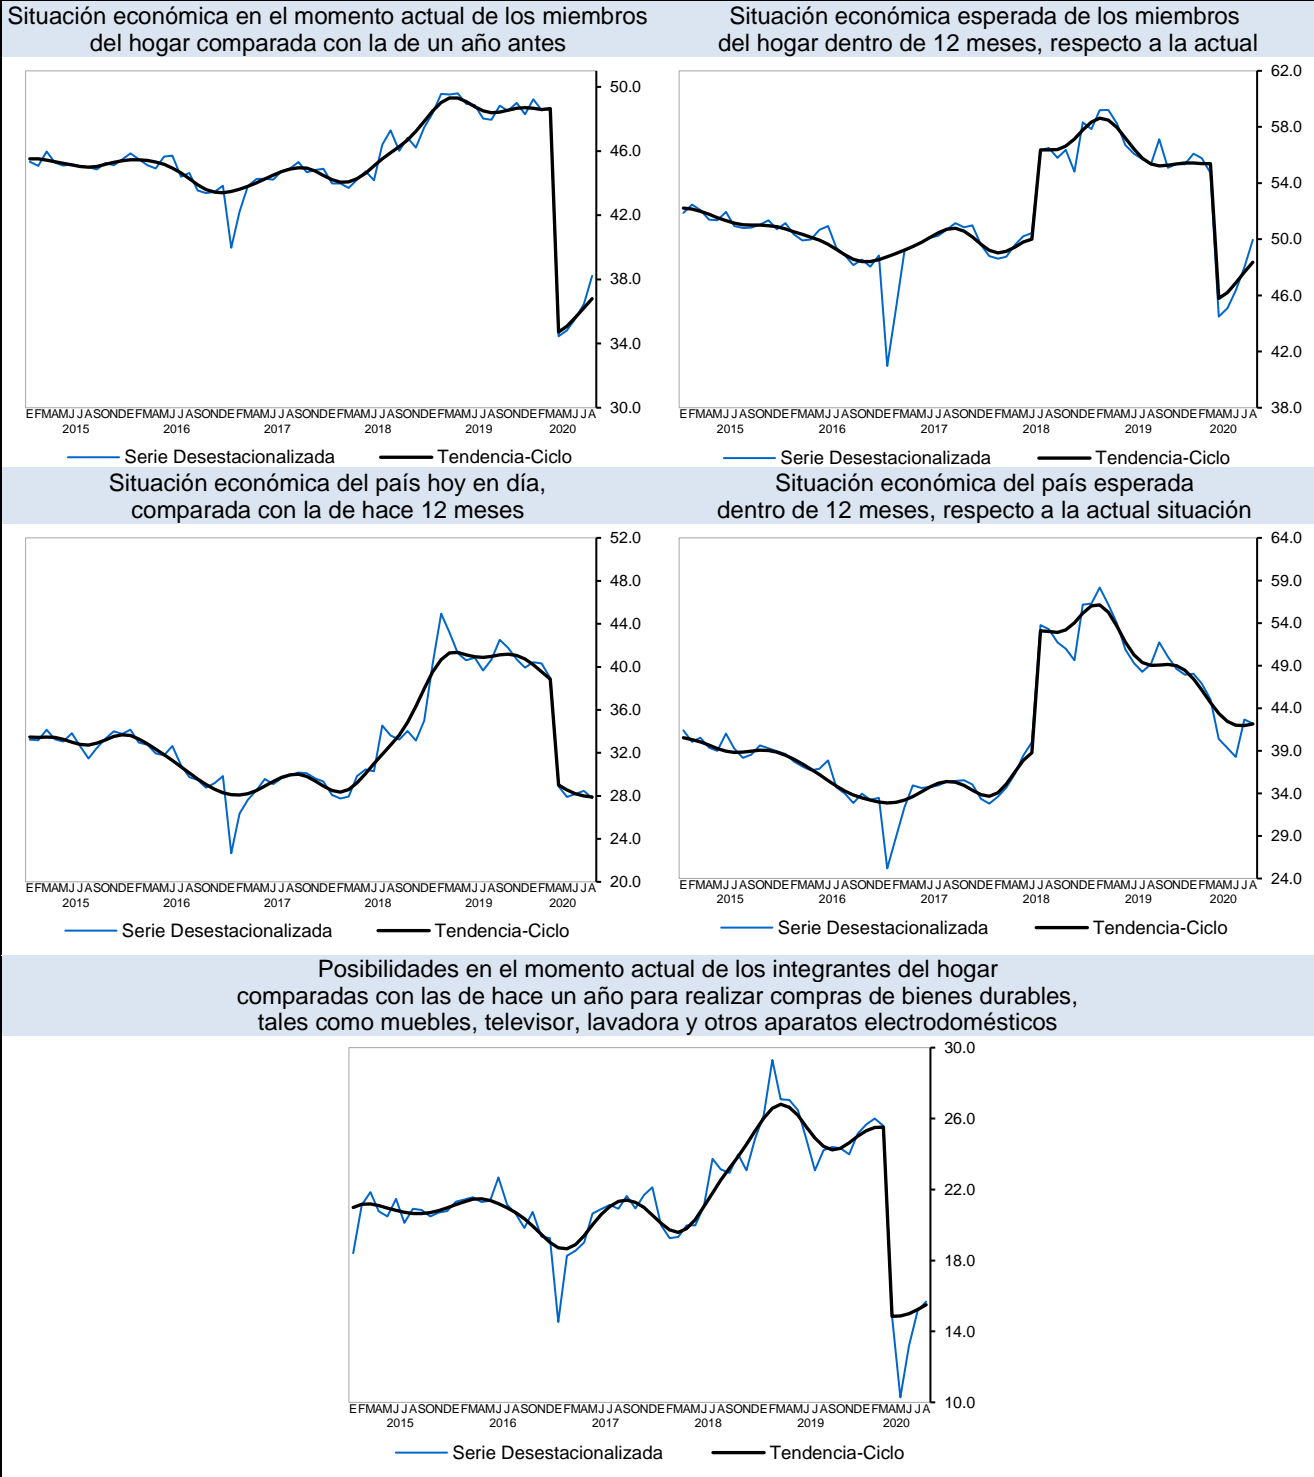 Situación económica en el momento actual de los miembros
del hogar comparada con la de un año antes
Situación económica esperada de los miembros
del hogar dentro de 12 meses, respecto a la actual
50.0
46.0
42.0
38.0
34.0
30.0
EFMAMJJASONDEFMAMJJASONDEFMAMJJASONDEFMAMJJASONDEFMAMJJASONDEFMAMJJA
2015 2016 2017 2018 2019 2020
Serie Desestacionalizada Tendencia-Ciclo
62.0
58.0
54.0
50.0
46.0
42.0
38.0
EFMAMJJASONDEFMAMJJASONDEFMAMJJASONDEFMAMJJASONDEFMAMJJASONDEFMAMJJA
2015 2016 2017 2018 2019 2020
Serie Desestacionalizada Tendencia-Ciclo
Situación económica del país hoy en día,
comparada con la de hace 12 meses
Situación económica del país esperada
dentro de 12 meses, respecto a la actual situación
52.0
48.0
44.0
40.0
36.0
32.0
28.0
24.0
20.0
EFMAMJJASONDEFMAMJJASONDEFMAMJJASONDEFMAMJJASONDEFMAMJJASONDEFMAMJJA
2015 2016 2017 2018 2019 2020
Serie Desestacionalizada Tendencia-Ciclo
64.0
59.0
54.0
49.0
44.0
39.0
34.0
29.0
24.0
EFMAMJJASONDEFMAMJJASONDEFMAMJJASONDEFMAMJJASONDEFMAMJJASONDEFMAMJJA
2015 2016 2017 2018 2019 2020
Serie Desestacionalizada Tendencia-Ciclo
Posibilidades en el momento actual de los integrantes del hogar
comparadas con las de hace un año para realizar compras de bienes durables,
tales como muebles, televisor, lavadora y otros aparatos electrodomésticos
30.0
26.0
22.0
18.0
14.0
10.0
EFMAMJJASONDEFMAMJJASONDEFMAMJJASONDEFMAMJJASONDEFMAMJJASONDEFMAMJJA
2015 2016 2017 2018 2019 2020
Serie Desestacionalizada Tendencia-Ciclo